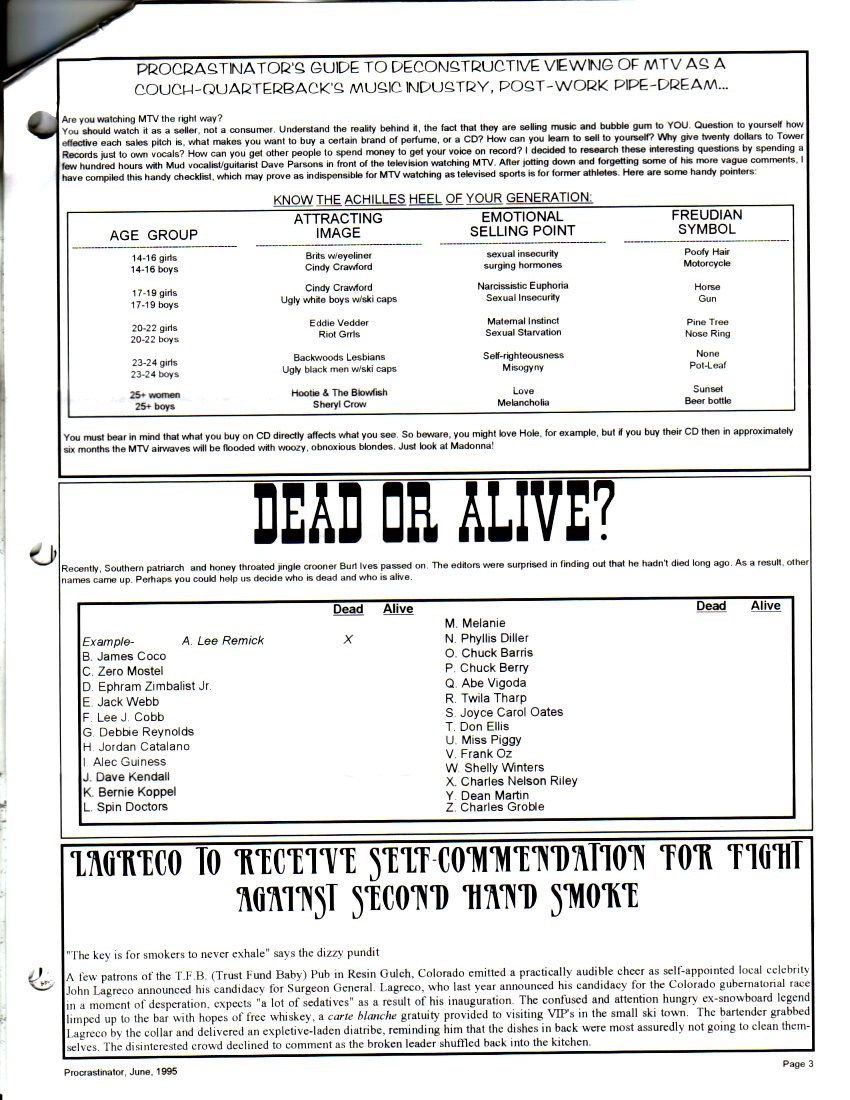 PROCRASTINATOR'S GUIDE TO DECONSTRUCTIVE VIEWING OF MTV AS A
COUCH-QUARTERBACK'S MUSIC INDUSTRY, POST-WORK PIPE-DREAM...
Are you watching MTV the right way?
You should watch it as a seller, not a consumer. Understand the reality behind it, the fact that they are selling music and bubble gum to YOU. Question to yourself how
effective each sales pitch is, what makes you want to buy a certain brand of perfume, or a CD? How can you learn to sell to yourself? Why give twenty dollars to Tower
Records just to own vocals? How can you get other people to spend money to get your voice on record? I decided to research these interesting questions by spending a
few hundred hours with Mud vocalist/guitarist Dave Parsons in front of the television watching MTV. After jotting down and forgetting some of his more vague comments, I
have compiled this handy checklist, which may prove as indispensible for MTV watching as televised sports is for former athletes. Here are some handy pointers:
KNOW THE ACHILLES HEEL OF YOUR GENERATION:
AGE GROUP ATTRACTING IMAGE EMOTIONAL SELLING POINT FREUDIAN SYMBOL
14-16 girls Brits w/eyeliner sexual insecurity Poofy Hair
14-16 boys Cindy Crawford surging hormones Motorcycle
17-19 girls Cindy Crawford Narcissistic Euphoria Horse
17-19 boys Ugly white boys w/ski caps Sexual Insecurity Gun
20-22 girls Eddie Vedder Maternal Instinct Pine Tree
20-22 boys Riot Grrls Sexual Starvation Nose Ring
23-24 girls Backwoods Lesbians Self-righteousness None
23-24 boys Ugly black men w/ski caps Misogyny Pot-Leaf
25+ women Hootie & The Blowfish Love Sunset
25+ boys Sheryl Crow Melancholia Beer bottle
You must bear in mind that what you buy on CD directly affects what you see. So beware, you might love Hole, for example, but if you buy their CD then in approximately
six months the MTV airwaves will be flooded with woozy, obnoxious blondes. Just look at Madonna!
DEAD OR ALIVE?
Recently, Southern patriarch and honey throated jingle crooner Burl Ives passed on. The editors were surprised in finding out that he hadn't died long ago. As a result, other
names came up. Perhaps you could help us decide who is dead and who is alive.
Dead Alive
Example- A. Lee Remick X
B. James Coco
C. Zero Mostel
D. Ephram Zimbalist Jr.
E. Jack Webb
F. Lee J. Cobb
G. Debbie Reynolds
H. Jordan Catalano
I. Alec Guiness
J. Dave Kendall
K. Bernie Koppel
L. Spin Doctors
Dead Alive
M. Melanie
N. Phyllis Diller
O. Chuck Barris
P. Chuck Berry
Q. Abe Vigoda
R. Twila Tharp
S. Joyce Carol Oates
T. Don Ellis
U. Miss Piggy
V. Frank Oz
W. Shelly Winters
X. Charles Nelson Riley
Y. Dean Martin
Z. Charles Groble
LAGRECO TO RECEIVE SELF-COMMENDATION FOR FIGHT
AGAINST SECOND HAND SMOKE
"The key is for smokers to never exhale" says the dizzy pundit
A few patrons of the T.F.B. (Trust Fund Baby) Pub in Resin Gulch, Colorado emitted a practically audible cheer as self-appointed local celebrity
John Lagreco announced his candidacy for Surgeon General. Lagreco, who last year announced his candidacy for the Colorado gubernatorial race
in a moment of desperation, expects "a lot of sedatives" as a result of his inauguration. The confused and attention hungry ex-snowboard legend
limped up to the bar with hopes of free whiskey, a carte blanche gratuity provided to visiting VIP's in the small ski town. The bartender grabbed
Lagreco by the collar and delivered an expletive-laden diatribe, reminding him that the dishes in back were most assuredly not going to clean them-
selves. The disinterested crowd declined to comment as the broken leader shuffled back into the kitchen.
Procrastinator, June, 1995
Page 3